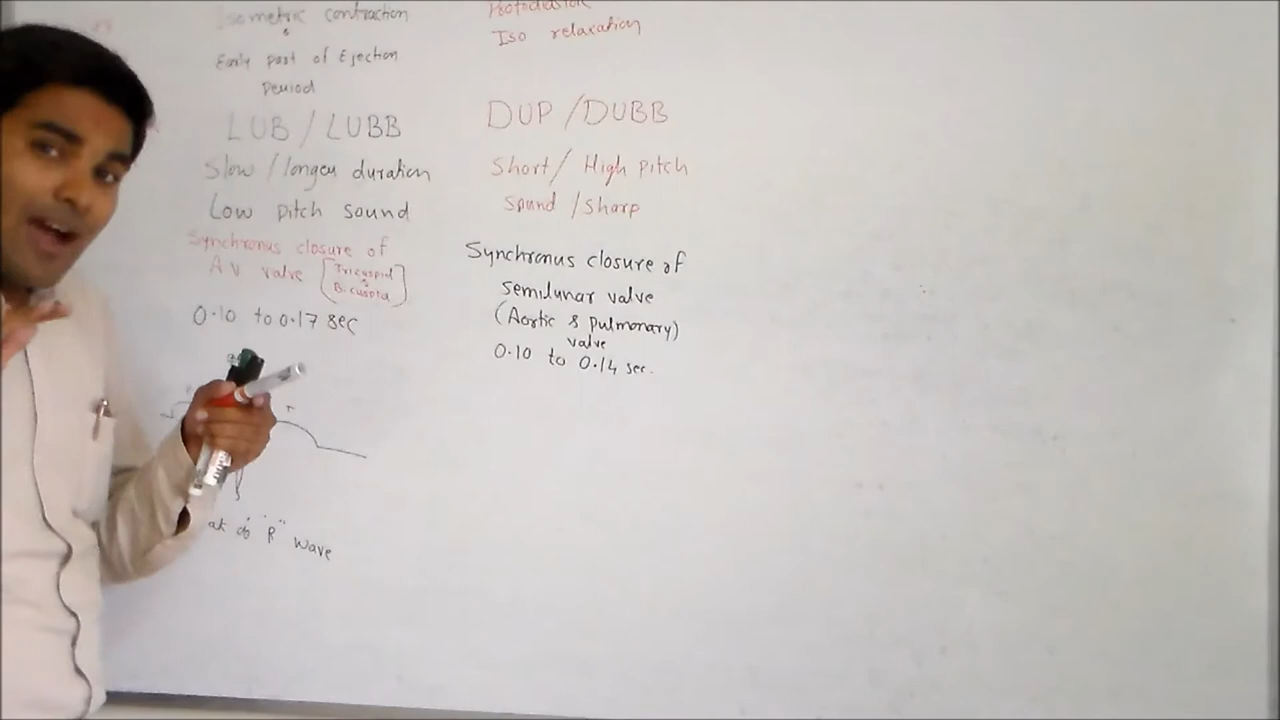 Isometric contraction
&
Early part of Ejection
Period
LUB / LUBB
Slow / longer duration
Low pitch sound
Synchronus closure of
AV valve [Tricuspid
&
Bicuspid]
0.10 to 0.17 sec
T
"R" Wave
Protodiastole
Iso relaxation
DUP / DUBB
Short / High pitch
Sound / Sharp
Synchronus closure of
semilunar valve
(Aortic & pulmonary)
valve
0.10 to 0.14 sec.